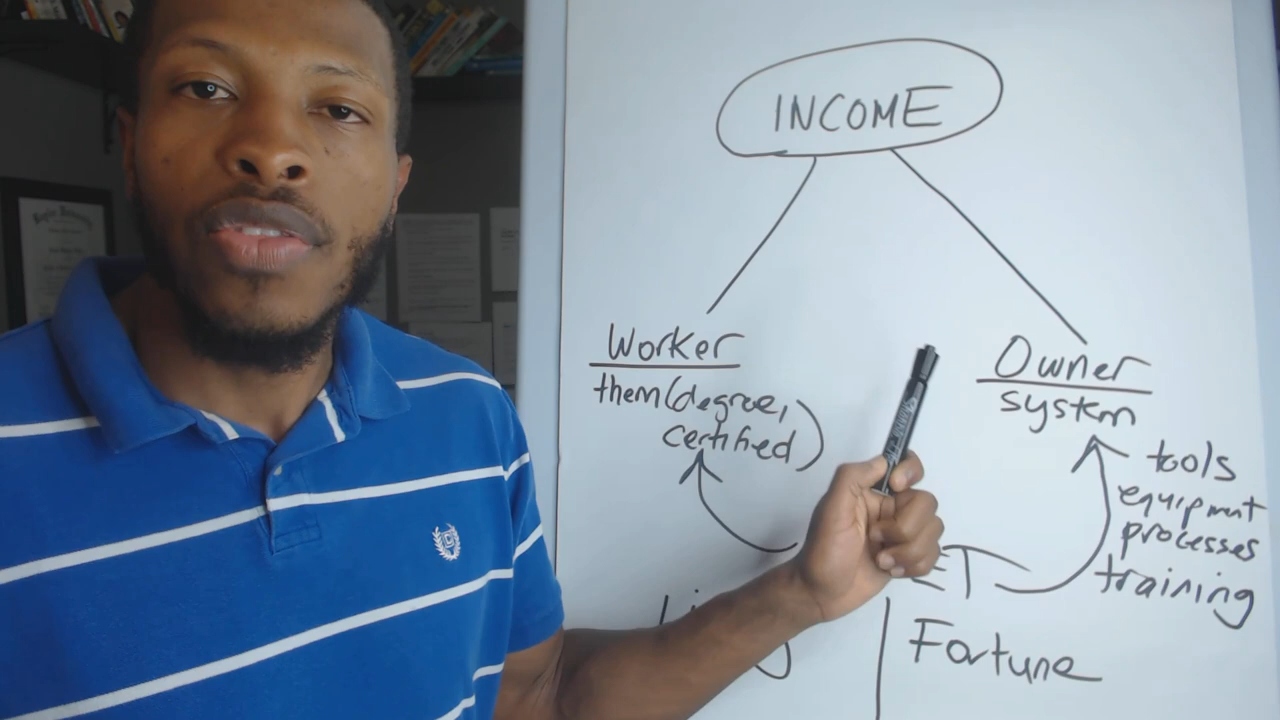 INCOME
Worker
them(degree,
certified)
Owner
system
tools
equipment
processes
training
Fortune